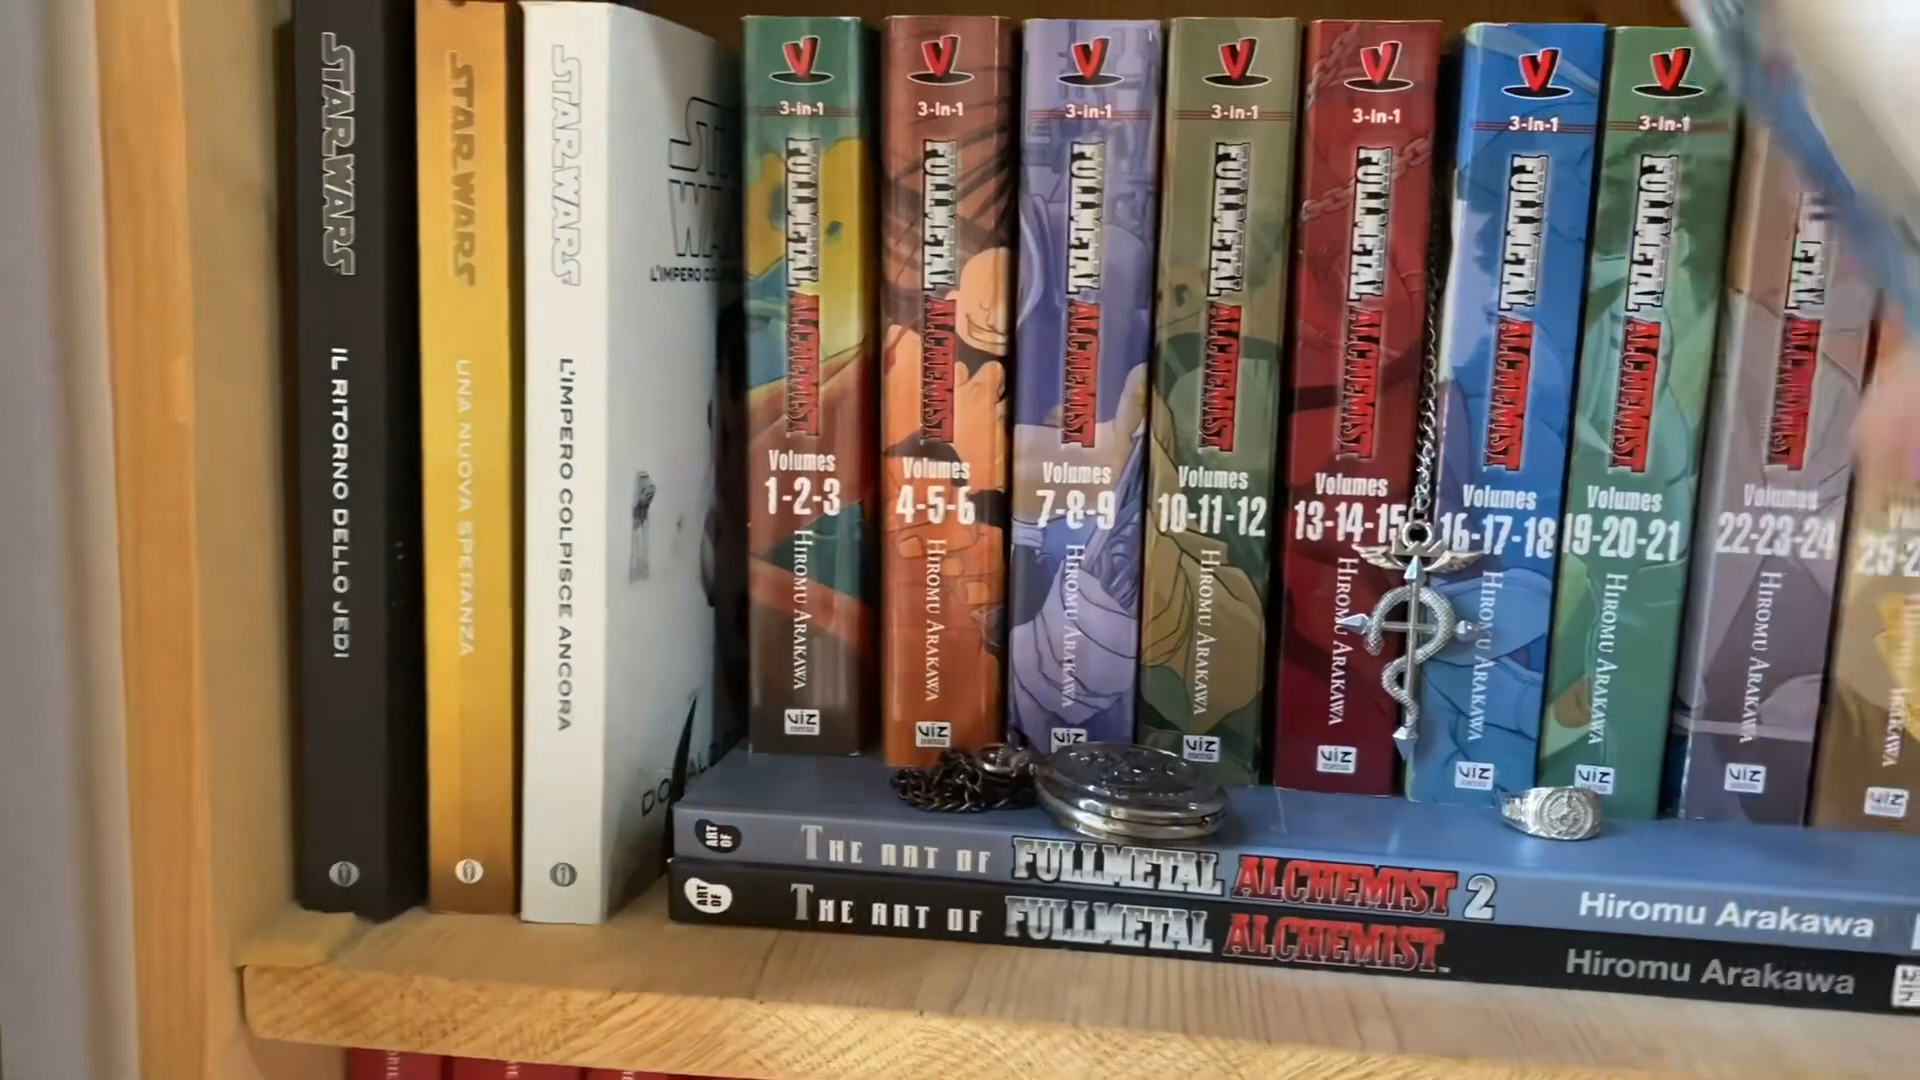 STAR WARS
IL RITORNO DELLO JEDI
STAR WARS
UNA NUOVA SPERANZA
STAR WARS
L'IMPERO COLPISCE ANCORA
L'IMPERO
V
3-in-1
FULLMETAL ALCHEMIST
Volumes
1-2-3
HIROMU ARAKAWA
VIZ
V
3-in-1
FULLMETAL ALCHEMIST
Volumes
4-5-6
HIROMU ARAKAWA
VIZ
V
3-in-1
FULLMETAL ALCHEMIST
Volumes
7-8-9
HIROMU ARAKAWA
VIZ
V
3-in-1
FULLMETAL ALCHEMIST
Volumes
10-11-12
HIROMU ARAKAWA
VIZ
V
3-in-1
FULLMETAL ALCHEMIST
Volumes
13-14-15
HIROMU ARAKAWA
VIZ
V
3-in-1
FULLMETAL ALCHEMIST
Volumes
16-17-18
HIROMU ARAKAWA
VIZ
V
3-in-1
FULLMETAL ALCHEMIST
Volumes
19-20-21
HIROMU ARAKAWA
VIZ
FULLMETAL ALCHEMIST
Volumes
22-23-24
HIROMU ARAKAWA
VIZ
VIZ
ART OF
THE ART OF FULLMETAL ALCHEMIST 2 Hiromu Arakawa
ART OF
THE ART OF FULLMETAL ALCHEMIST Hiromu Arakawa